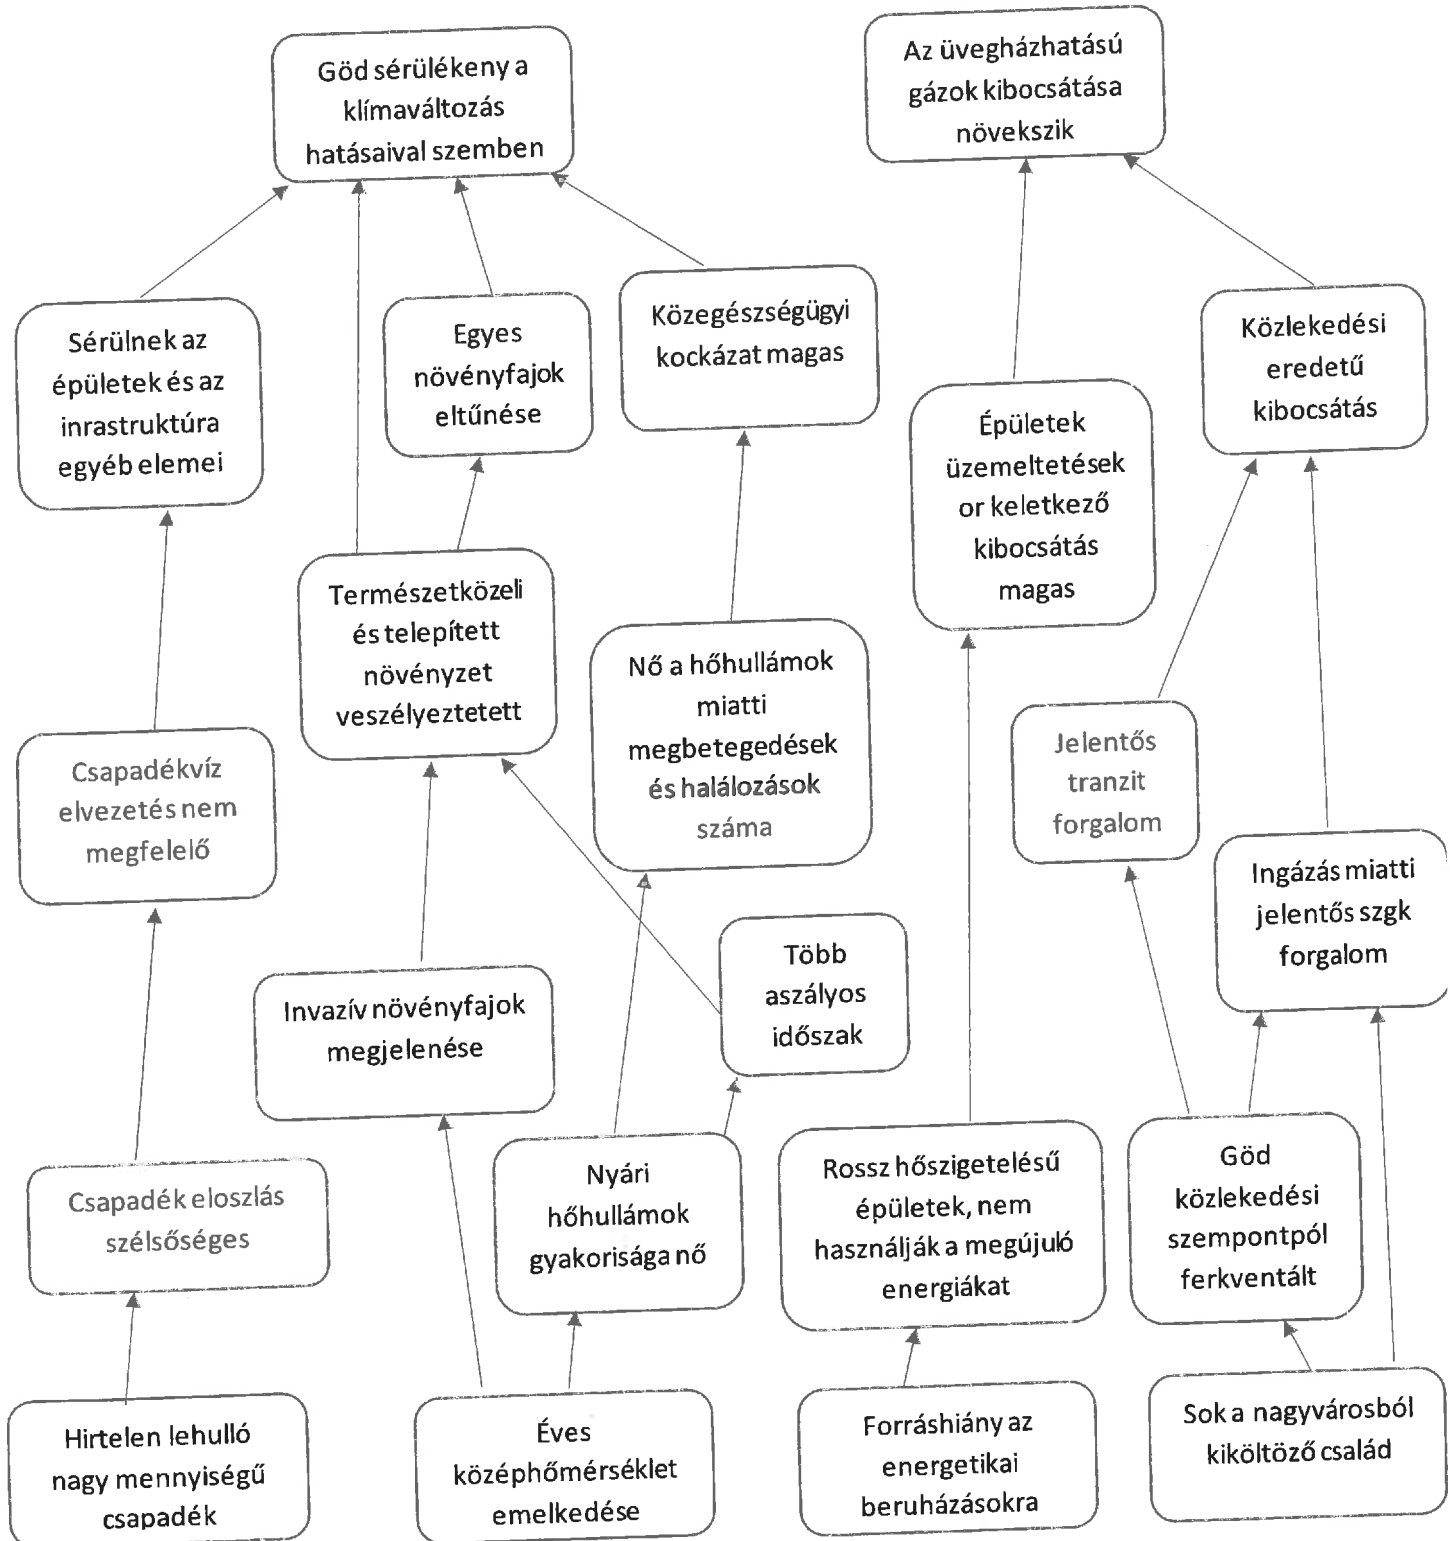 Göd sérülékeny a
klímaváltozás
hatásaival szemben
Az üvegházhatású
gázok kibocsátása
növekszik
Sérülnek az
épületek és az
inrastruktúra
egyéb elemei
Egyes
növényfajok
eltűnése
Közegészségügyi
kockázat magas
Épületek
üzemeltetések
or keletkező
kibocsátás
magas
Közlekedési
eredetű
kibocsátás
Természetközeli
és telepített
növényzet
veszélyeztetett
Nő a hőhullámok
miatti
megbetegedések
és halálozások
száma
Csapadékvíz
elvezetés nem
megfelelő
Jelentős
tranzit
forgalom
Ingázás miatti
jelentős szgk
forgalom
Invazív növényfajok
megjelenése
Több
aszályos
időszak
Csapadék eloszlás
szélsőséges
Nyári
hőhullámok
gyakorisága nő
Rossz hőszigetelésű
épületek, nem
használják a megújuló
energiákat
Göd
közlekedési
szempontpól
ferkventált
Hirtelen lehulló
nagy mennyiségű
csapadék
Éves
középhőmérséklet
emelkedése
Forráshiány az
energetikai
beruházásokra
Sok a nagyvárosból
kiköltöző család